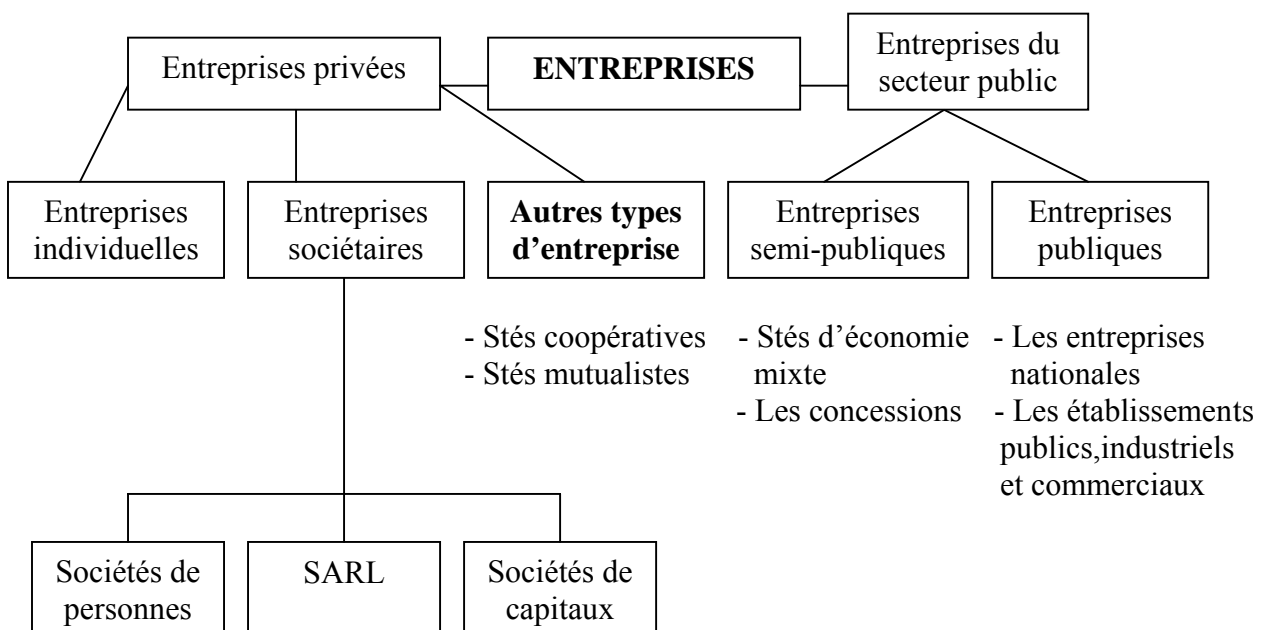 Entreprises privées
ENTREPRISES
Entreprises du
secteur public
Entreprises
individuelles
Entreprises
sociétaires
Autres types
d’entreprise
Entreprises
semi-publiques
Entreprises
publiques
- Stés coopératives
- Stés mutualistes
- Stés d’économie
mixte
- Les concessions
- Les entreprises
nationales
- Les établissements
publics,industriels
et commerciaux
Sociétés de
personnes
SARL
Sociétés de
capitaux